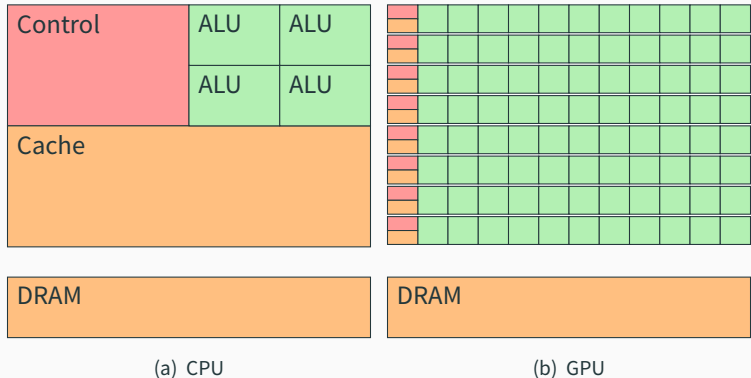 Control
ALU ALU
ALU ALU
Cache
DRAM
DRAM
(a) CPU
(b) GPU